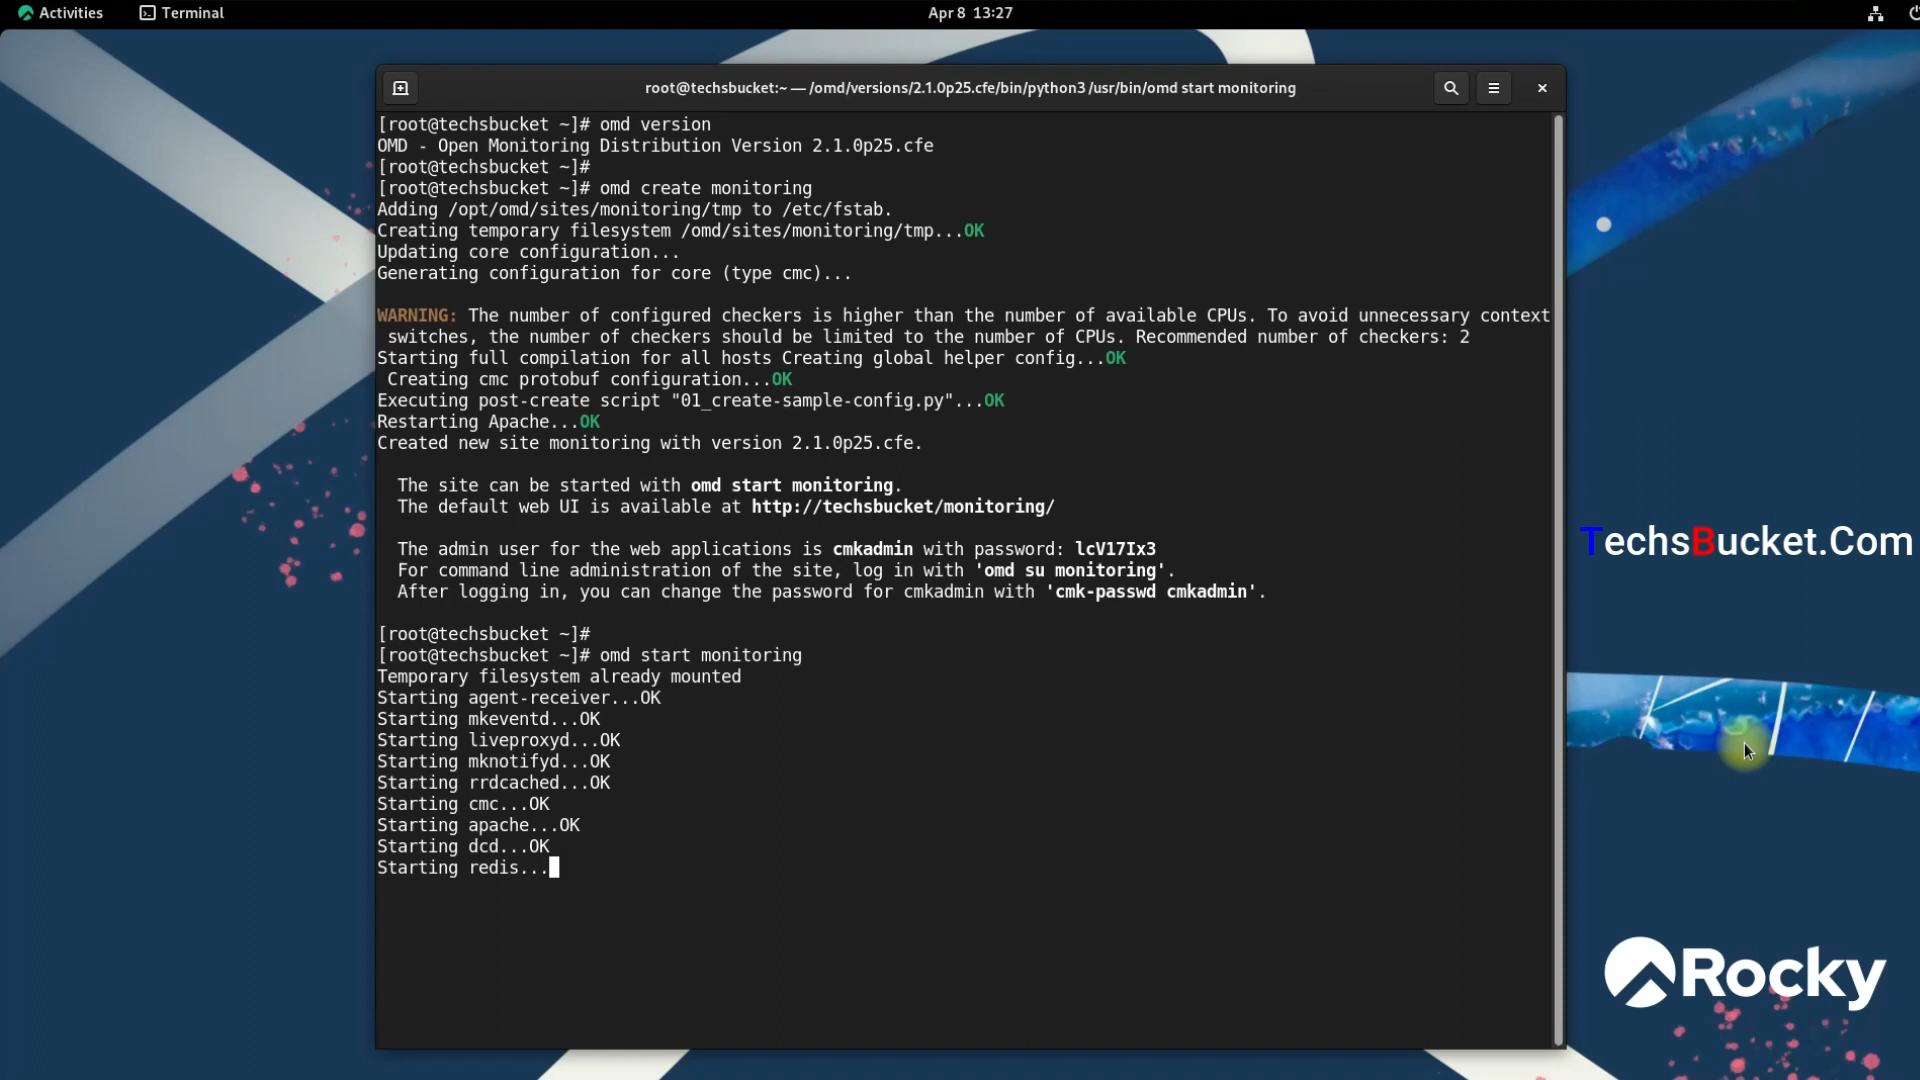 Activities
Terminal
Apr 8 13:27
root@techsbucket:~ — /omd/versions/2.1.0p25.cfe/bin/python3 /usr/bin/omd start monitoring
[root@techsbucket ~]# omd version
OMD - Open Monitoring Distribution Version 2.1.0p25.cfe
[root@techsbucket ~]#
[root@techsbucket ~]# omd create monitoring
Adding /opt/omd/sites/monitoring/tmp to /etc/fstab.
Creating temporary filesystem /omd/sites/monitoring/tmp...OK
Updating core configuration...
Generating configuration for core (type cmc)...
WARNING: The number of configured checkers is higher than the number of available CPUs. To avoid unnecessary context
switches, the number of checkers should be limited to the number of CPUs. Recommended number of checkers: 2
Starting full compilation for all hosts Creating global helper config...OK
Creating cmc protobuf configuration...OK
Executing post-create script "01_create-sample-config.py"...OK
Restarting Apache...OK
Created new site monitoring with version 2.1.0p25.cfe.
The site can be started with omd start monitoring.
The default web UI is available at http://techsbucket/monitoring/
The admin user for the web applications is cmkadmin with password: lcV17Ix3
For command line administration of the site, log in with 'omd su monitoring'.
After logging in, you can change the password for cmkadmin with 'cmk-passwd cmkadmin'.
[root@techsbucket ~]#
[root@techsbucket ~]# omd start monitoring
Temporary filesystem already mounted
Starting agent-receiver...OK
Starting mkeventd...OK
Starting liveproxyd...OK
Starting mknotifyd...OK
Starting rrdcached...OK
Starting cmc...OK
Starting apache...OK
Starting dcd...OK
Starting redis...
TechsBucket.Com
Rocky